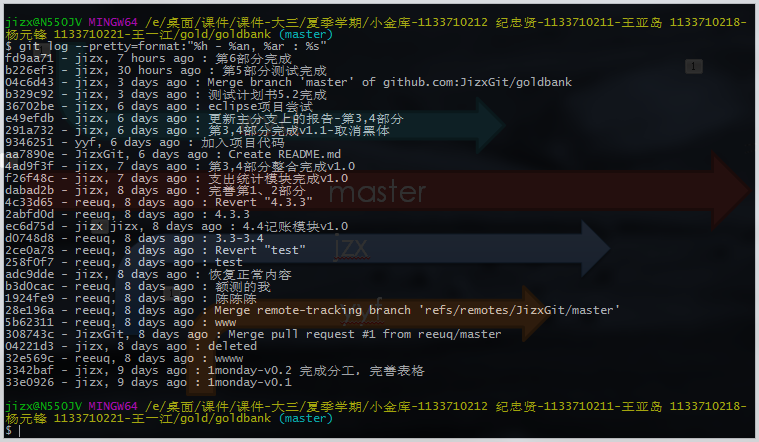 jizx@N55OJV MINGW64 /e/桌面/课件/课件-大三/夏季学期/小金库-1133710212 纪忠贤-1133710211-王亚岛 1133710218-
杨元锋 1133710221-王一江/gold/goldbank (master)
$ git log --pretty=format:"%h - %an, %ar : %s"
fd9aa71 - jizx, 7 hours ago : 第6部分完成
b226ef3 - jizx, 30 hours ago : 第5部分测试完成
04c6d43 - jizx, 3 days ago : Merge branch 'master' of github.com:JizxGit/goldbank
b329c92 - jizx, 3 days ago : 测试计划书5.2完成
36702be - jizx, 6 days ago : eclipse项目尝试
e49efdb - jizx, 6 days ago : 更新主分支上的报告-第3,4部分
291a732 - jizx, 6 days ago : 第3,4部分完成v1.1-取消黑体
9346251 - yyf, 6 days ago : 加入项目代码
aa7890e - JizxGit, 6 days ago : Create README.md
4ad9f3f - jizx, 7 days ago : 第3,4部分整合完成v1.0
f26f48c - jizx, 7 days ago : 支出统计模块完成v1.0
dabad2b - jizx, 8 days ago : 完善第1、2部分
4c33d65 - reeuq, 8 days ago : Revert "4.3.3"
2abfd0d - reeuq, 8 days ago : 4.3.3
ec6d75d - jizx jizx, 8 days ago : 4.4记账模块v1.0
d0748d8 - reeuq, 8 days ago : 3.3-3.4
2ce0a78 - reeuq, 8 days ago : Revert "test"
258f0f7 - reeuq, 8 days ago : test
adc9dde - jizx, 8 days ago : 恢复正常内容
b3d0cac - reeuq, 8 days ago : 额测的我
1924fe9 - reeuq, 8 days ago : 陈陈陈
28e196a - reeuq, 8 days ago : Merge remote-tracking branch 'refs/remotes/JizxGit/master'
5b62311 - reeuq, 8 days ago : www
308743c - JizxGit, 8 days ago : Merge pull request #1 from reeuq/master
04221d3 - jizx, 8 days ago : deleted
32e569c - reeuq, 8 days ago : wwww
3342baf - jizx, 9 days ago : 1monday-v0.2 完成分工, 完善表格
33e0926 - jizx, 9 days ago : 1monday-v0.1
jizx@N55OJV MINGW64 /e/桌面/课件/课件-大三/夏季学期/小金库-1133710212 纪忠贤-1133710211-王亚岛 1133710218-
杨元锋 1133710221-王一江/gold/goldbank (master)
$
1
master
jzx
yyf